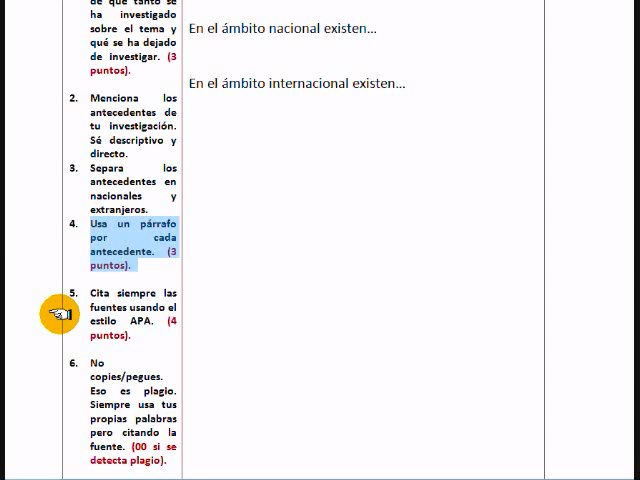 de que tanto se
ha investigado
sobre el tema y
qué se ha dejado
de investigar. (3
puntos).
2. Menciona los
antecedentes de
tu investigación.
Sé descriptivo y
directo.
3. Separa los
antecedentes en
nacionales y
extranjeros.
4. Usa un párrafo
por cada
antecedente. (3
puntos).
5. Cita siempre las
fuentes usando el
estilo APA. (4
puntos).
6. No
copies/pegues.
Eso es plagio.
Siempre usa tus
propias palabras
pero citando la
fuente. (00 si se
detecta plagio).
En el ámbito nacional existen...
En el ámbito internacional existen...